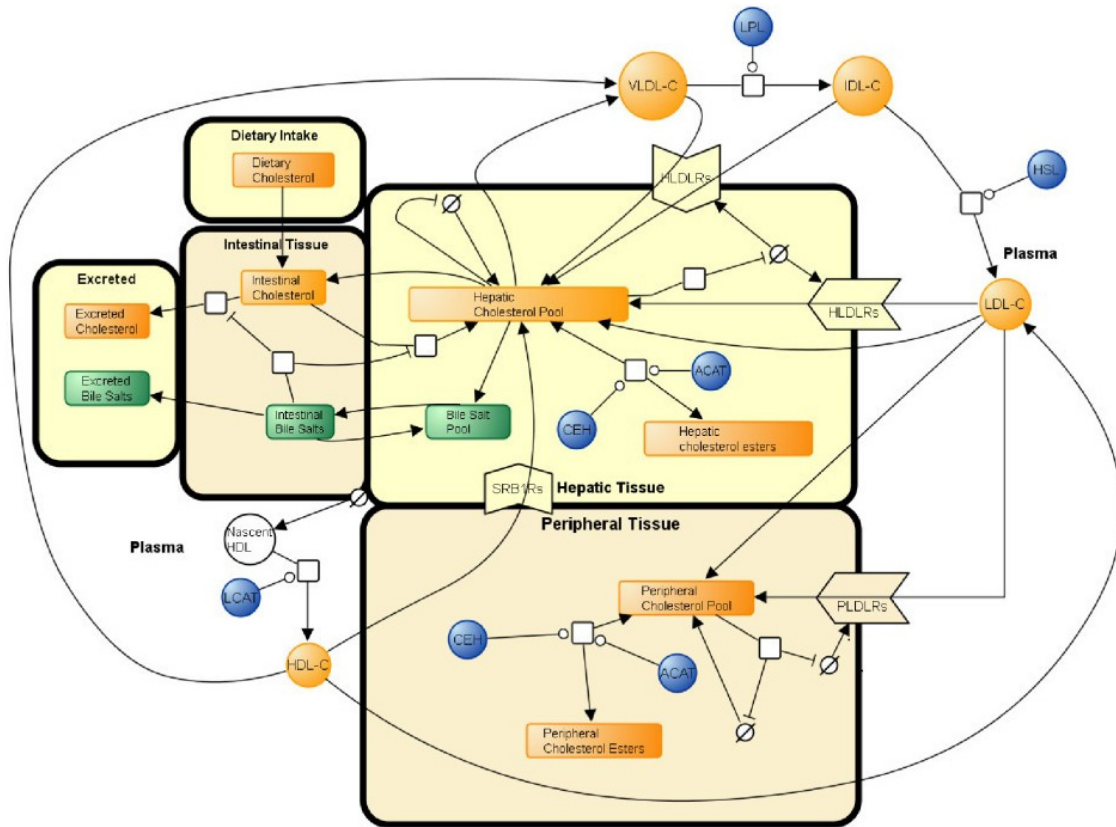 LPL
VLDL-C
IDL-C
Dietary Intake
Dietary
Cholesterol
HLDLRs
HSL
Intestinal Tissue
Plasma
Excreted
Intestinal
Cholesterol
Hepatic
Cholesterol Pool
Excreted
Cholesterol
HLDLRs
LDL-C
ACAT
Excreted
Bile Salts
Intestinal
Bile Salts
Bile Salt
Pool
CEH
Hepatic
cholesterol esters
SRB1Rs
Hepatic Tissue
Nascent
HDL
Plasma
Peripheral Tissue
LCAT
Peripheral
Cholesterol Pool
PLDLRs
CEH
HDL-C
ACAT
Peripheral
Cholesterol Esters